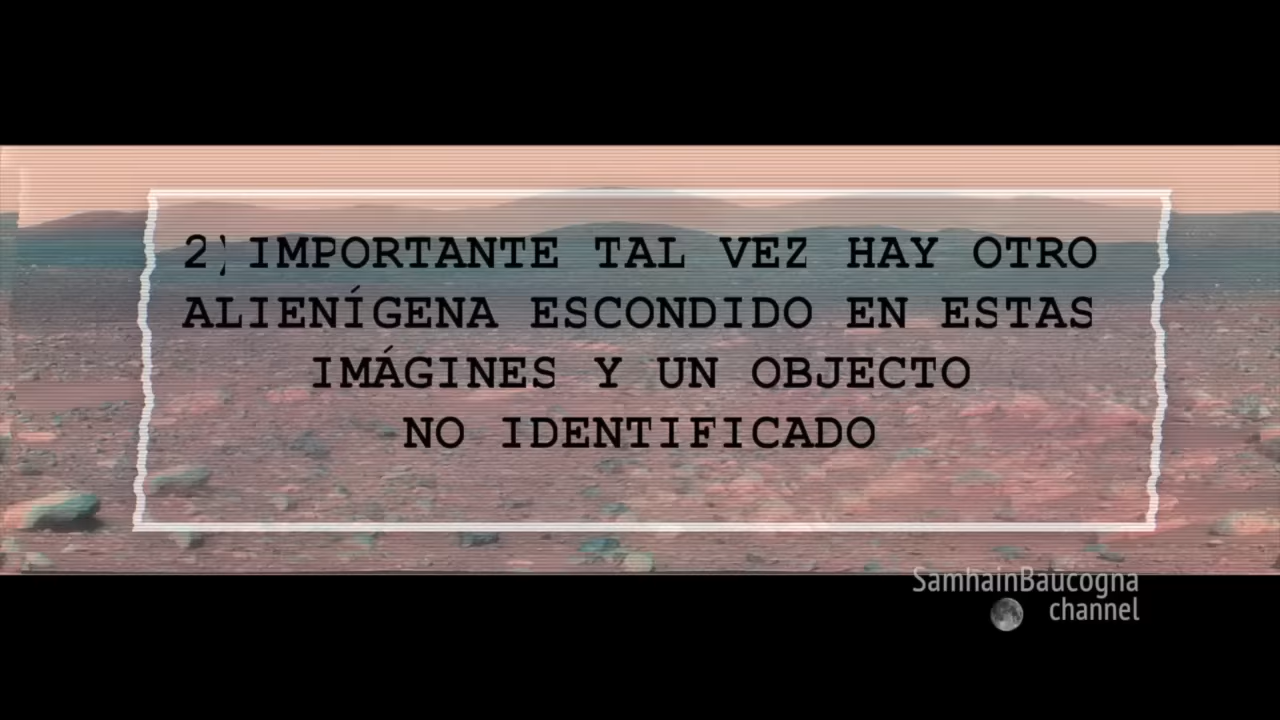 2) IMPORTANTE TAL VEZ HAY OTRO
ALIENÍGENA ESCONDIDO EN ESTAS
IMÁGINES Y UN OBJECTO
NO IDENTIFICADO
SamhainBaucogna
channel